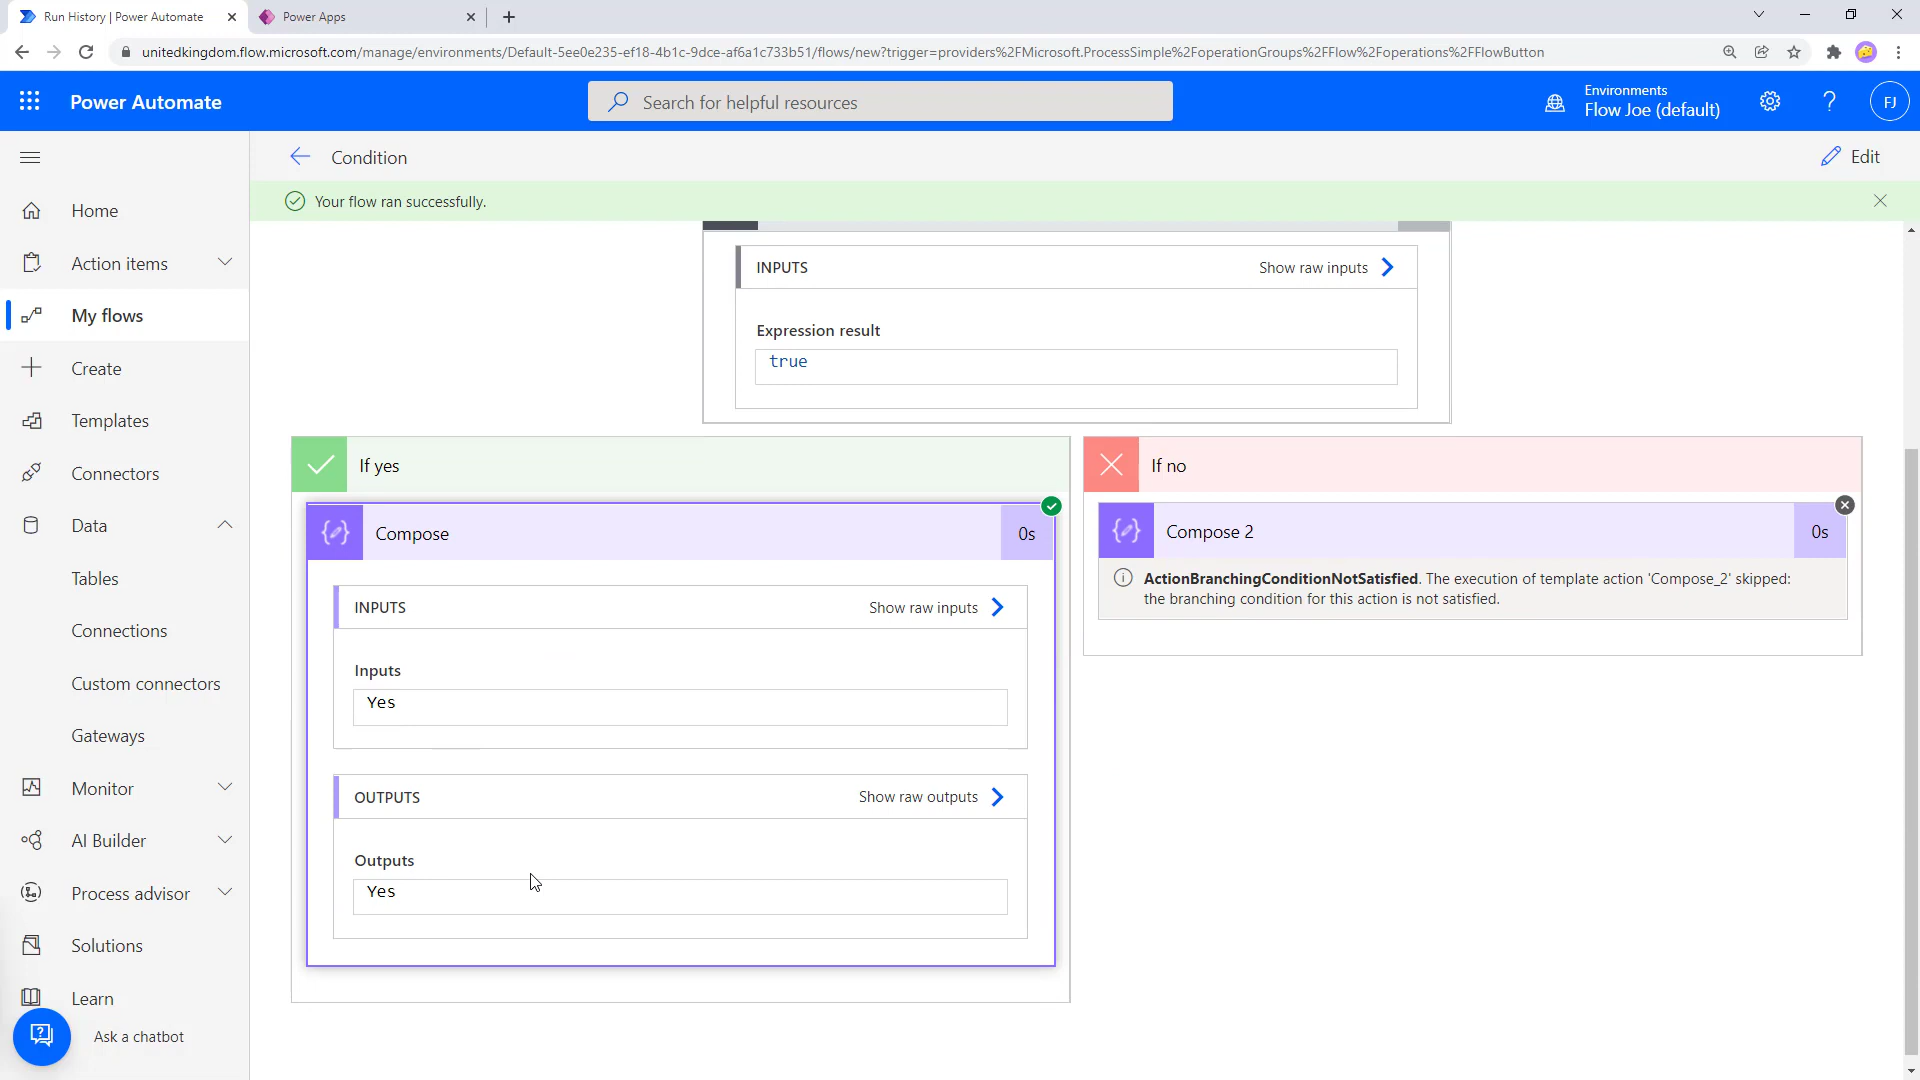 Run History | Power Automate
Power Apps
unitedkingdom.flow.microsoft.com/manage/environments/Default-5ee0e235-ef18-4b1c-9dce-af6a1c733b51/flows/new?trigger=providers%2FMicrosoft.ProcessSimple%2FoperationGroups%2FFlow%2Foperations%2FFlowButton
Power Automate
Search for helpful resources
Environments
Flow Joe (default)
?
FJ
Condition
Edit
Your flow ran successfully.
Home
Action items
My flows
Create
Templates
Connectors
Data
Tables
Connections
Custom connectors
Gateways
Monitor
AI Builder
Process advisor
Solutions
Learn
Ask a chatbot
INPUTS
Show raw inputs
Expression result
true
If yes
Compose
0s
INPUTS
Show raw inputs
Inputs
Yes
OUTPUTS
Show raw outputs
Outputs
Yes
If no
Compose 2
0s
ActionBranchingConditionNotSatisfied. The execution of template action 'Compose_2' skipped:
the branching condition for this action is not satisfied.